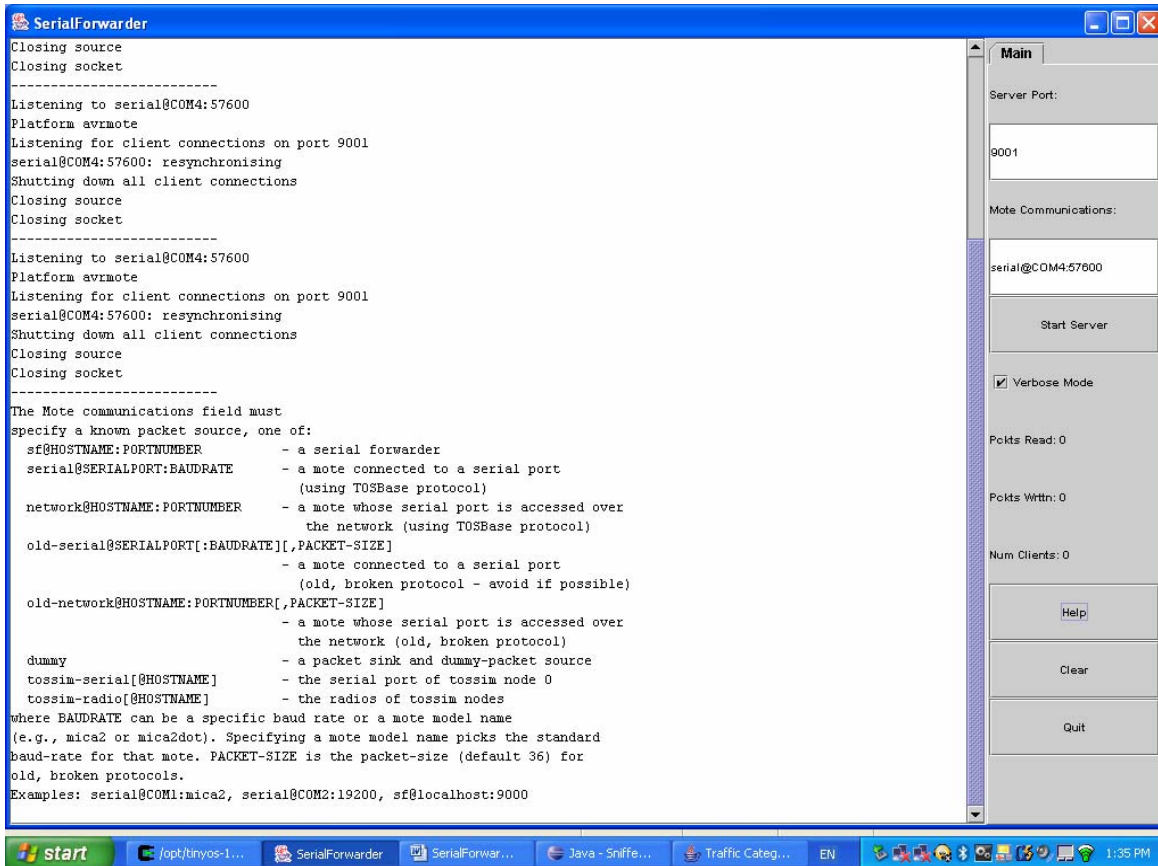 SerialForwarder
Closing source
Closing socket
--------------------------
Listening to serial@COM4:57600
Platform avrmote
Listening for client connections on port 9001
serial@COM4:57600: resynchronising
Shutting down all client connections
Closing source
Closing socket
--------------------------
Listening to serial@COM4:57600
Platform avrmote
Listening for client connections on port 9001
serial@COM4:57600: resynchronising
Shutting down all client connections
Closing source
Closing socket
--------------------------
The Mote communications field must
specify a known packet source, one of:
sf@HOSTNAME:PORTNUMBER - a serial forwarder
serial@SERIALPORT:BAUDRATE - a mote connected to a serial port
(using TOSBase protocol)
network@HOSTNAME:PORTNUMBER - a mote whose serial port is accessed over
the network (using TOSBase protocol)
old-serial@SERIALPORT[:BAUDRATE][,PACKET-SIZE]
- a mote connected to a serial port
(old, broken protocol - avoid if possible)
old-network@HOSTNAME:PORTNUMBER[,PACKET-SIZE]
- a mote whose serial port is accessed over
the network (old, broken protocol)
dummy - a packet sink and dummy-packet source
tossim-serial[@HOSTNAME] - the serial port of tossim node 0
tossim-radio[@HOSTNAME] - the radios of tossim nodes
where BAUDRATE can be a specific baud rate or a mote model name
(e.g., mica2 or mica2dot). Specifying a mote model name picks the standard
baud-rate for that mote. PACKET-SIZE is the packet-size (default 36) for
old, broken protocols.
Examples: serial@COM1:mica2, serial@COM2:19200, sf@localhost:9000
Main
Server Port:
9001
Mote Communications:
serial@COM4:57600
Start Server
Verbose Mode
Pckts Read: 0
Pckts Wrttn: 0
Num Clients: 0
Help
Clear
Quit
start
/opt/tinyos-1...
SerialForwarder
SerialForwar...
Java - Sniffe...
Traffic Categ...
EN
1:35 PM